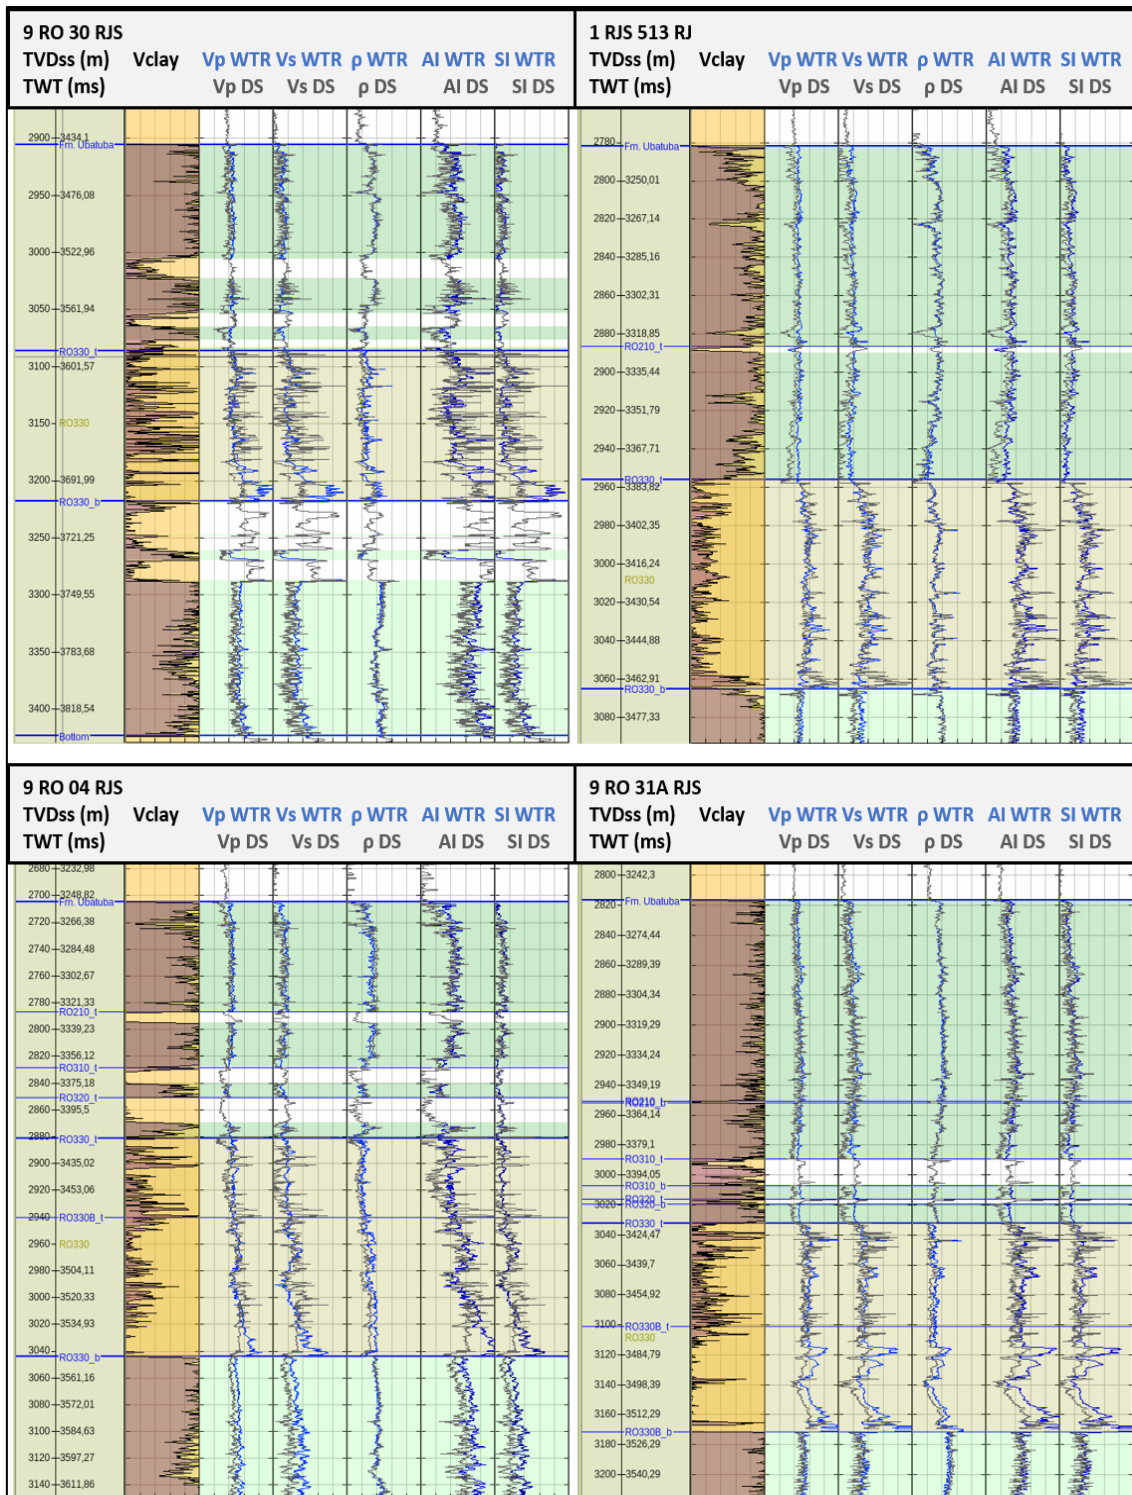 9 RO 30 RJS
TVDss (m) Vclay Vp WTR Vs WTR ρ WTR AI WTR SI WTR
TWT (ms) Vp DS Vs DS ρ DS AI DS SI DS
2900 3434,1
Fm. Ubatuba
2950 3476,08
3000 3522,96
3050 3561,94
RO330_t
3100 3601,57
3150 RO330
3200 3691,99
RO330_b
3250 3721,25
3300 3749,55
3350 3783,68
3400 3818,54
Bottom
1 RJS 513 RJ
TVDss (m) Vclay Vp WTR Vs WTR ρ WTR AI WTR SI WTR
TWT (ms) Vp DS Vs DS ρ DS AI DS SI DS
2780
Fm. Ubatuba
2800 3250,01
2820 3267,14
2840 3285,16
2860 3302,31
2880 3318,85
RO210_t
2900 3335,44
2920 3351,79
2940 3367,71
RO330_t
2960 3383,82
2980 3402,35
3000 3416,24
RO330
3020 3430,54
3040 3444,88
3060 3462,91
RO330_b
3080 3477,33
9 RO 04 RJS
TVDss (m) Vclay Vp WTR Vs WTR ρ WTR AI WTR SI WTR
TWT (ms) Vp DS Vs DS ρ DS AI DS SI DS
2680 3232,98
2700 3248,82
Fm. Ubatuba
2720 3266,38
2740 3284,48
2760 3302,67
2780 3321,33
RO210_t
2800 3339,23
2820 3356,12
RO310_t
2840 3375,18
RO320_t
2860 3395,5
2880 RO330_t
2900 3435,02
2920 3453,06
2940 RO330B_t
2960 RO330
2980 3504,11
3000 3520,33
3020 3534,93
3040
RO330_b
3060 3561,16
3080 3572,01
3100 3584,63
3120 3597,27
3140 3611,86
9 RO 31A RJS
TVDss (m) Vclay Vp WTR Vs WTR ρ WTR AI WTR SI WTR
TWT (ms) Vp DS Vs DS ρ DS AI DS SI DS
2800 3242,3
Fm. Ubatuba
2820
2840 3274,44
2860 3289,39
2880 3304,34
2900 3319,29
2920 3334,24
2940 3349,19
RO210_b
2960 3364,14
2980 3379,1
RO310_t
3000 3394,05
RO310_b
RO320_t
3020 RO320_b
RO330_t
3040 3424,47
3060 3439,7
3080 3454,92
3100 RO330B_t
RO330
3120 3484,79
3140 3498,39
3160 3512,29
RO330B_b
3180 3526,29
3200 3540,29